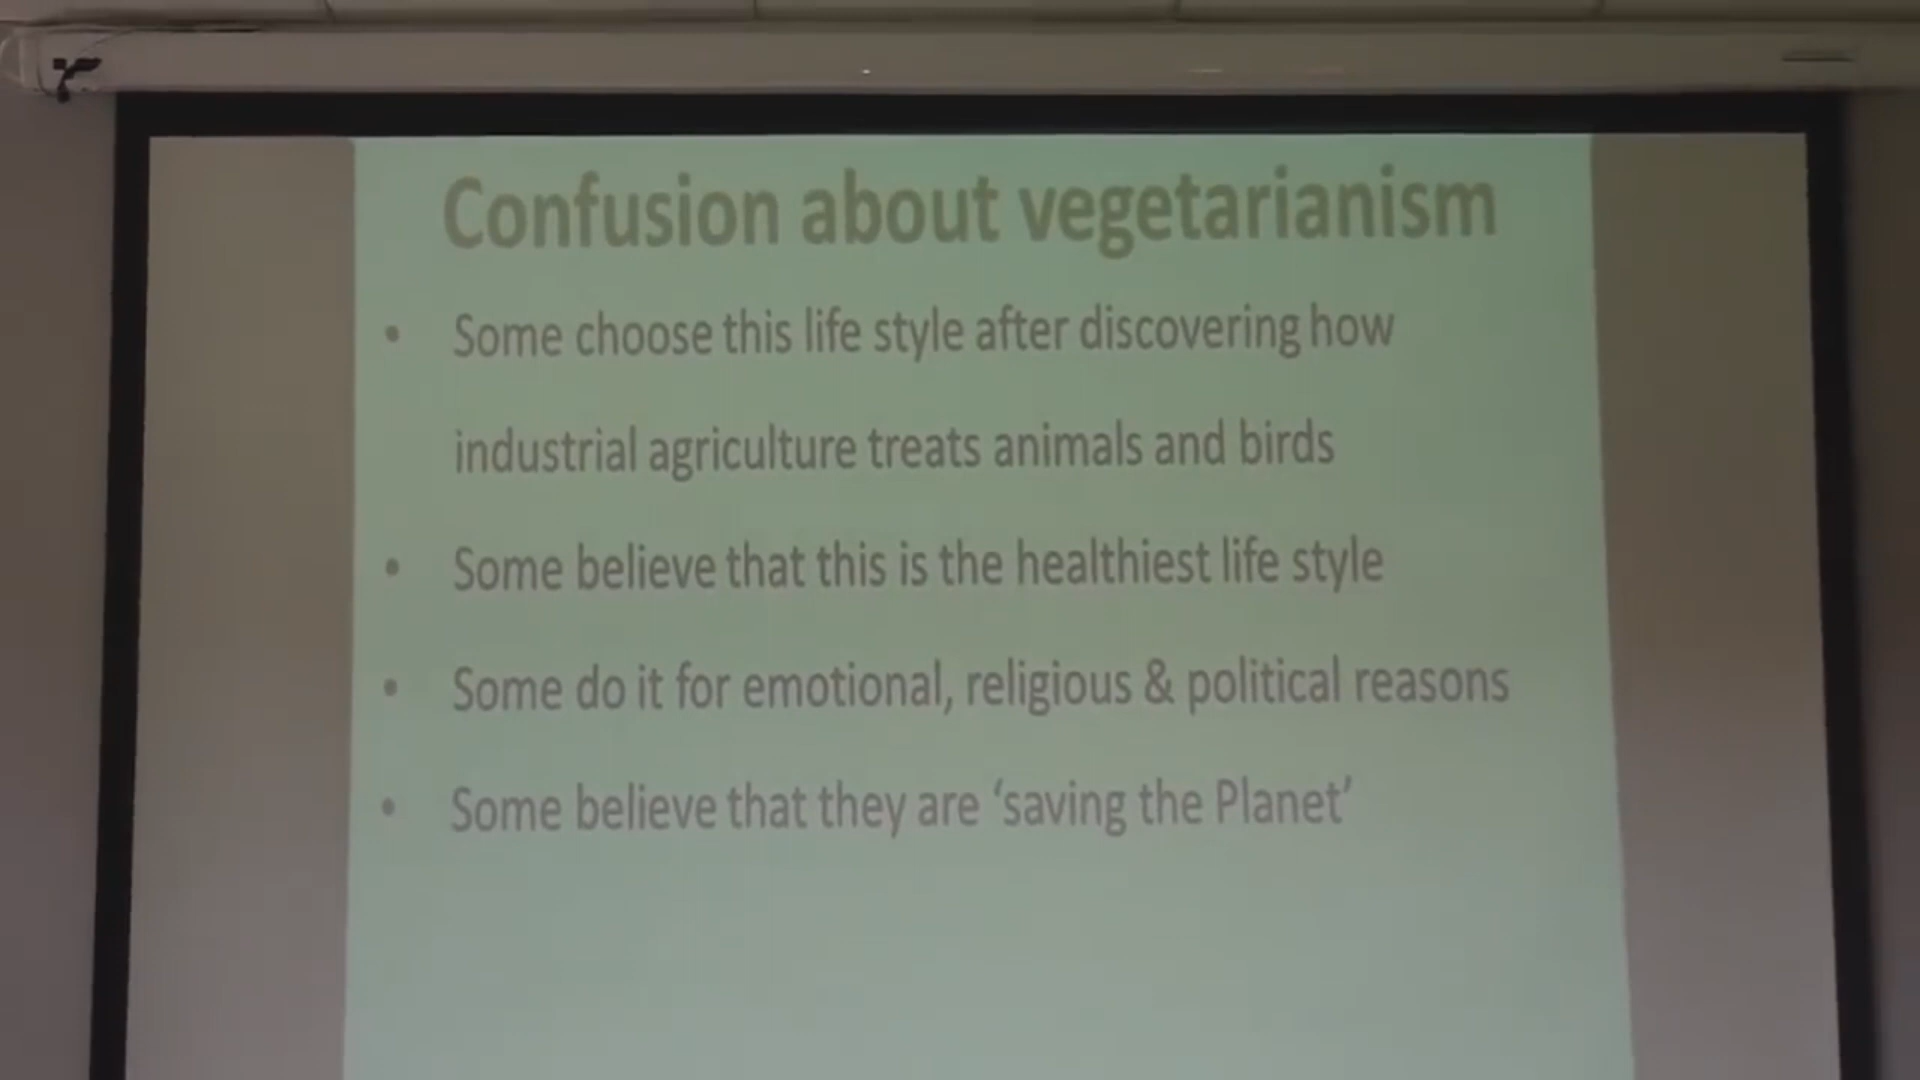 Confusion about vegetarianism
• Some choose this life style after discovering how
industrial agriculture treats animals and birds
• Some believe that this is the healthiest life style
• Some do it for emotional, religious & political reasons
• Some believe that they are ‘saving the Planet’